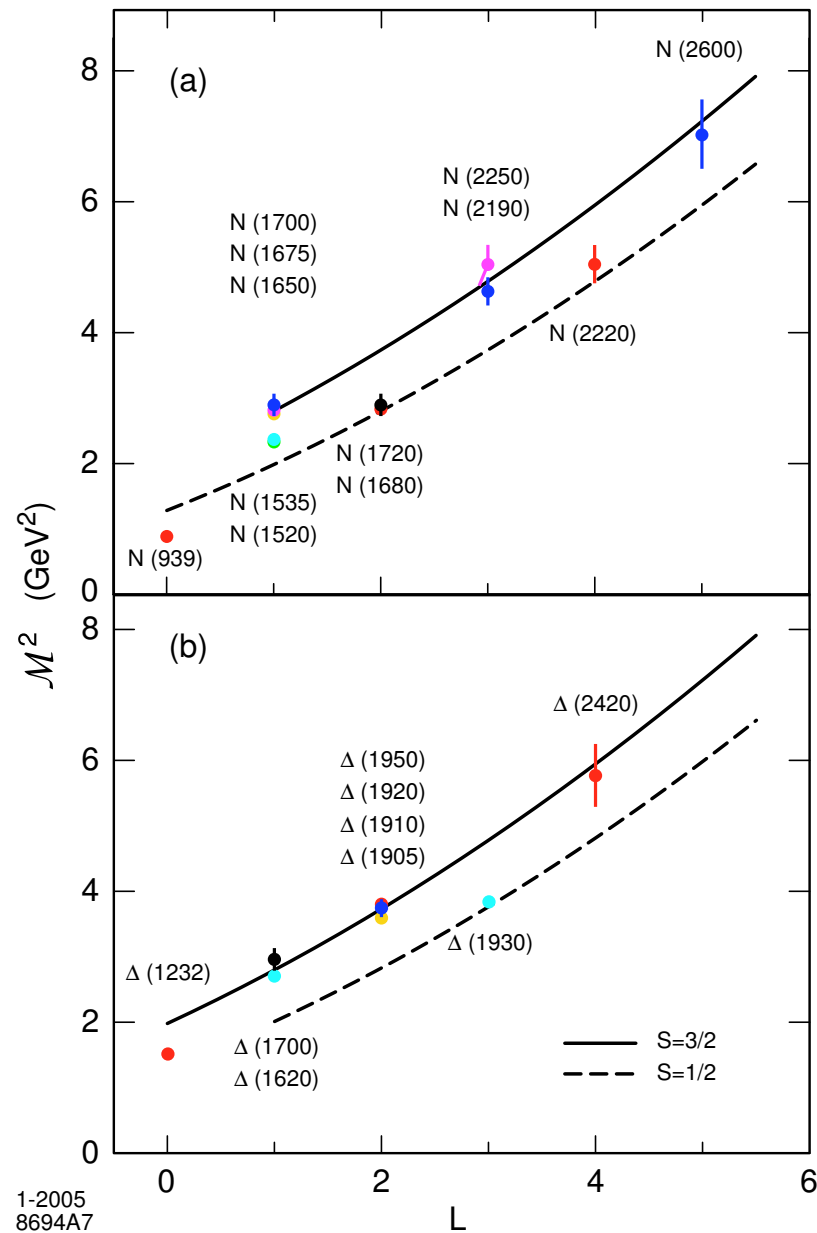 (a)
N (2600)
8
N (2250)
N (2190)
6
N (1700)
N (1675)
N (1650)
4
N (2220)
N (1720)
N (1680)
2
N (1535)
N (1520)
N (939)
0
ℳ² (GeV²)
(b)
8
Δ (2420)
6
Δ (1950)
Δ (1920)
Δ (1910)
Δ (1905)
4
Δ (1930)
Δ (1232)
2
Δ (1700)
Δ (1620)
S=3/2
S=1/2
0
0 2 4 6
L
1-2005
8694A7